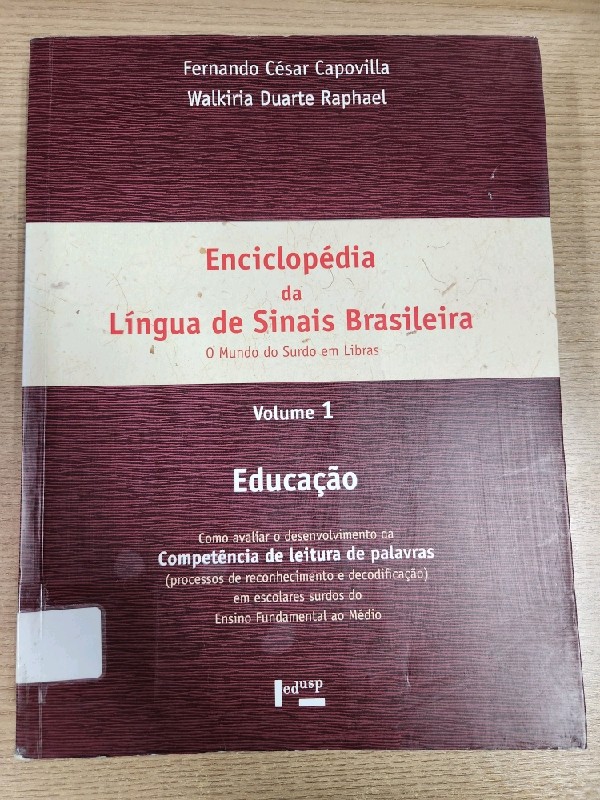 Fernando César Capovilla
Walkiria Duarte Raphael
Enciclopédia
da
Língua de Sinais Brasileira
O Mundo do Surdo em Libras
Volume 1
Educação
Como avaliar o desenvolvimento da
Competência de leitura de palavras
(processos de reconhecimento e decodificação)
em escolares surdos do
Ensino Fundamental ao Médio
edusp